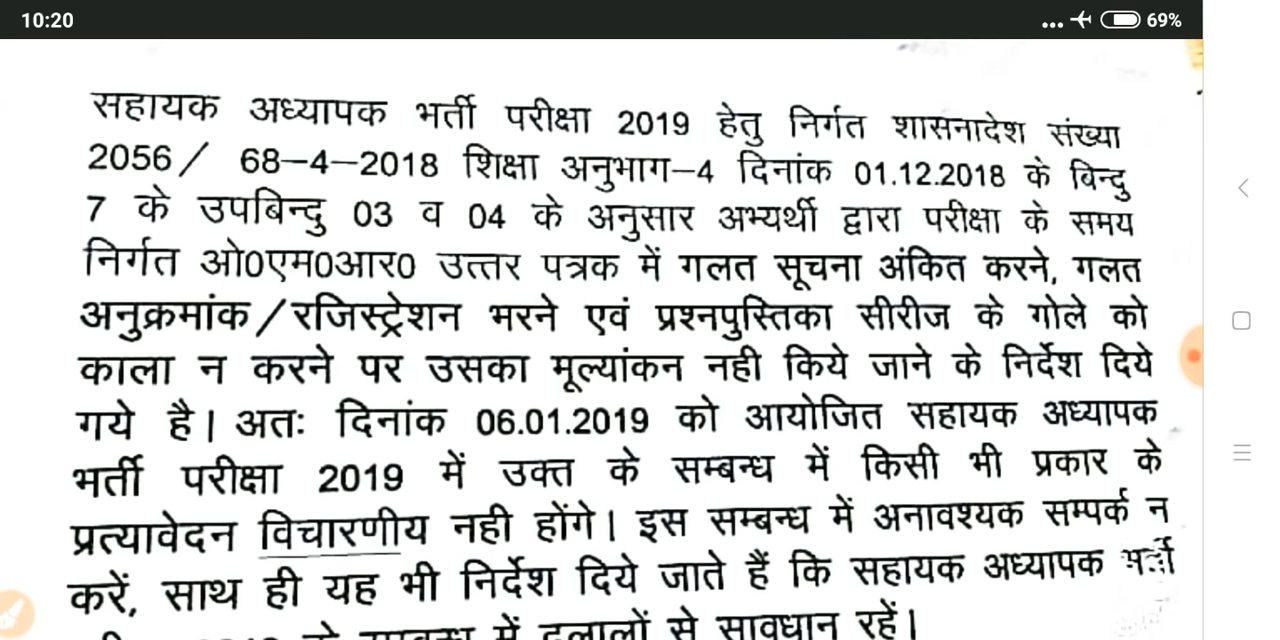 10:20
69%
सहायक अध्यापक भर्ती परीक्षा 2019 हेतु निर्गत शासनादेश संख्या
2056 / 68–4–2018 शिक्षा अनुभाग–4 दिनांक 01.12.2018 के बिन्दु
7 के उपबिन्दु 03 व 04 के अनुसार अभ्यर्थी द्वारा परीक्षा के समय
निर्गत ओ0एम0आर0 उत्तर पत्रक में गलत सूचना अंकित करने, गलत
अनुक्रमांक/रजिस्ट्रेशन भरने एवं प्रश्नपुस्तिका सीरीज के गोले को
काला न करने पर उसका मूल्यांकन नही किये जाने के निर्देश दिये
गये है। अतः दिनांक 06.01.2019 को आयोजित सहायक अध्यापक
भर्ती परीक्षा 2019 में उक्त के सम्बन्ध में किसी भी प्रकार के
प्रत्यावेदन विचारणीय नही होंगे। इस सम्बन्ध में अनावश्यक सम्पर्क न
करें, साथ ही यह भी निर्देश दिये जाते हैं कि सहायक अध्यापक भर्ती
में दलालों से सावधान रहें।